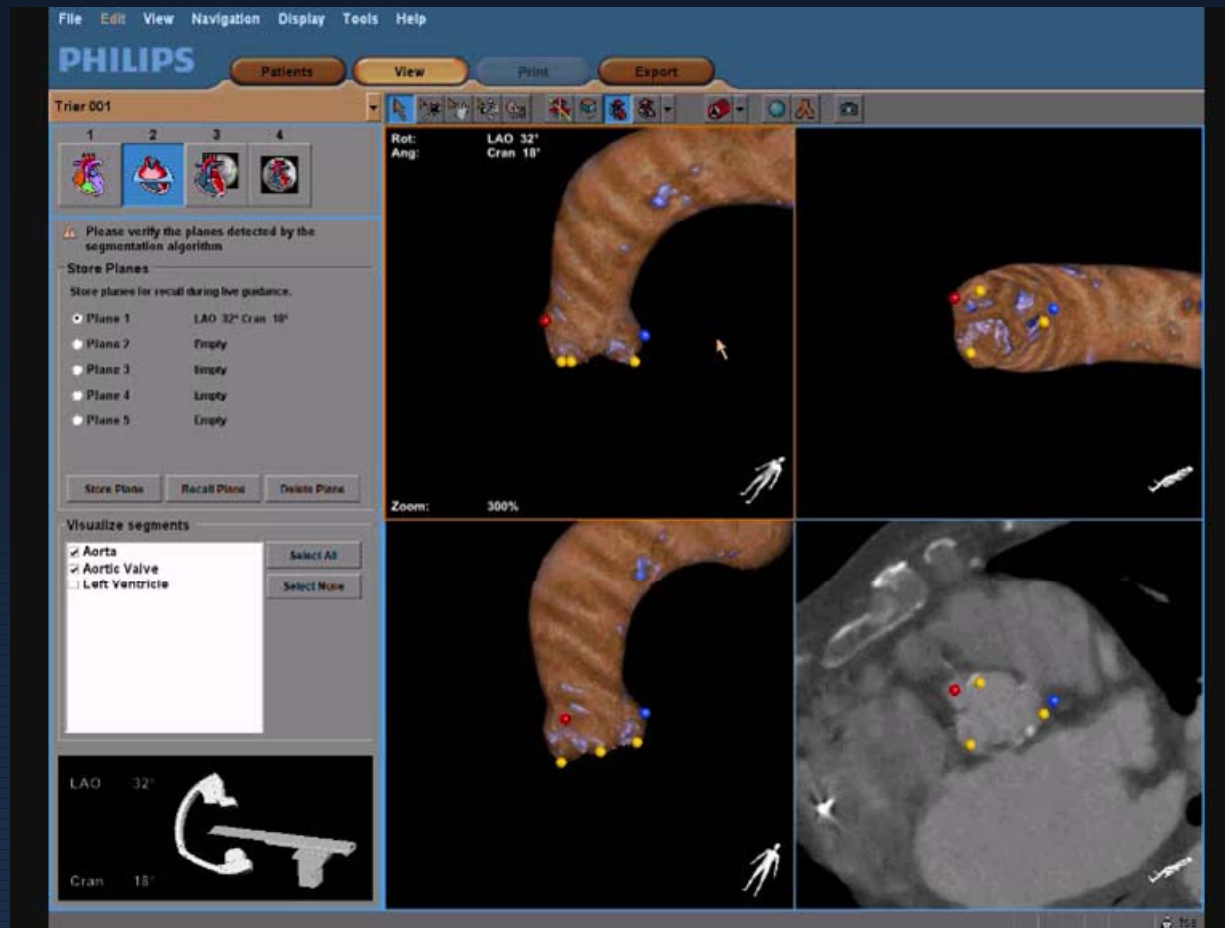 File Edit View Navigation Display Tools Help
PHILIPS
Patients View Print Export
Trier 001
1 2 3 4
Rot: LAO 32°
Ang: Cran 18°
Please verify the planes detected by the
segmentation algorithm
Store Planes
Store planes for recall during live guidance.
Plane 1 LAO 32° Cran 18°
Plane 2 Empty
Plane 3 Empty
Plane 4 Empty
Plane 5 Empty
Store Plane Recall Plane Delete Plane
Zoom: 300%
Visualize segments
Aorta
Aortic Valve
Left Ventricle
Select All
Select None
LAO 32°
Cran 18°